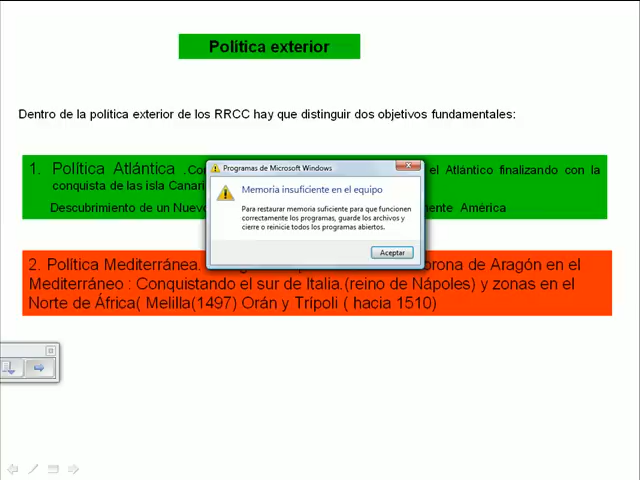 Política exterior
Dentro de la política exterior de los RRCC hay que distinguir dos objetivos fundamentales:
1. Política Atlántica .Co el Atlántico finalizando con la
conquista de las isla Canar
Descubrimiento de un Nuevo América
Programas de Microsoft Windows
Memoria insuficiente en el equipo
Para restaurar memoria suficiente para que funcionen
correctamente los programas, guarde los archivos y
cierre o reinicie todos los programas abiertos.
Aceptar
2. Política Mediterránea. orona de Aragón en el
Mediterráneo : Conquistando el sur de Italia.(reino de Nápoles) y zonas en el
Norte de África( Melilla(1497) Orán y Trípoli ( hacia 1510)